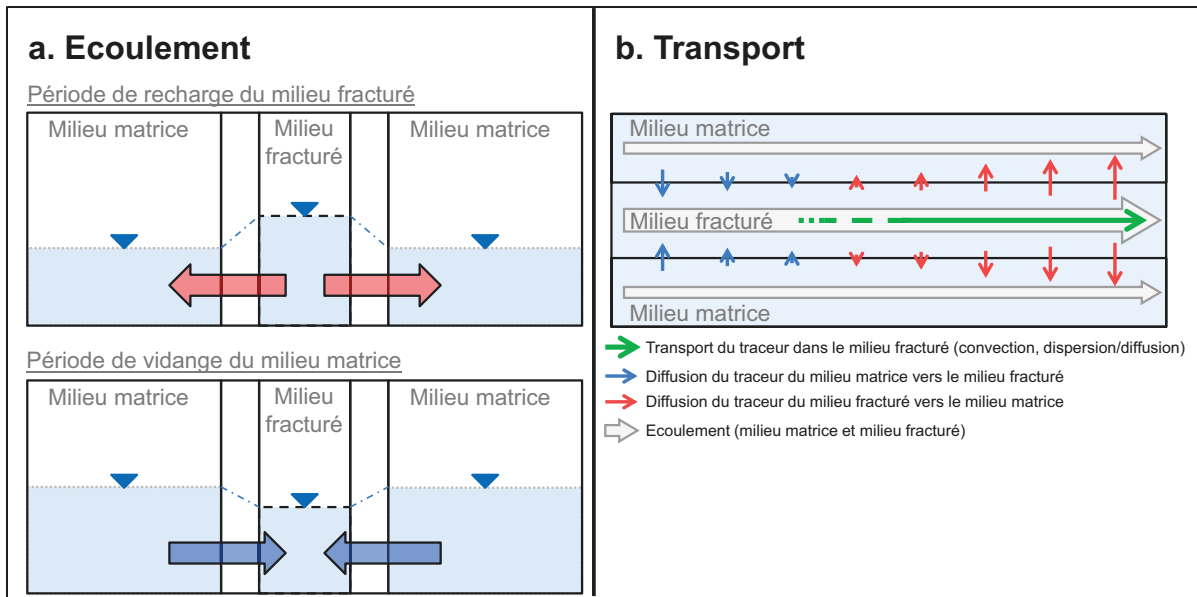 a. Ecoulement
Période de recharge du milieu fracturé
Milieu matrice
Milieu
fracturé
Milieu matrice
Période de vidange du milieu matrice
Milieu matrice
Milieu
fracturé
Milieu matrice
b. Transport
Milieu matrice
Milieu fracturé
Milieu matrice
Transport du traceur dans le milieu fracturé (convection, dispersion/diffusion)
Diffusion du traceur du milieu matrice vers le milieu fracturé
Diffusion du traceur du milieu fracturé vers le milieu matrice
Ecoulement (milieu matrice et milieu fracturé)